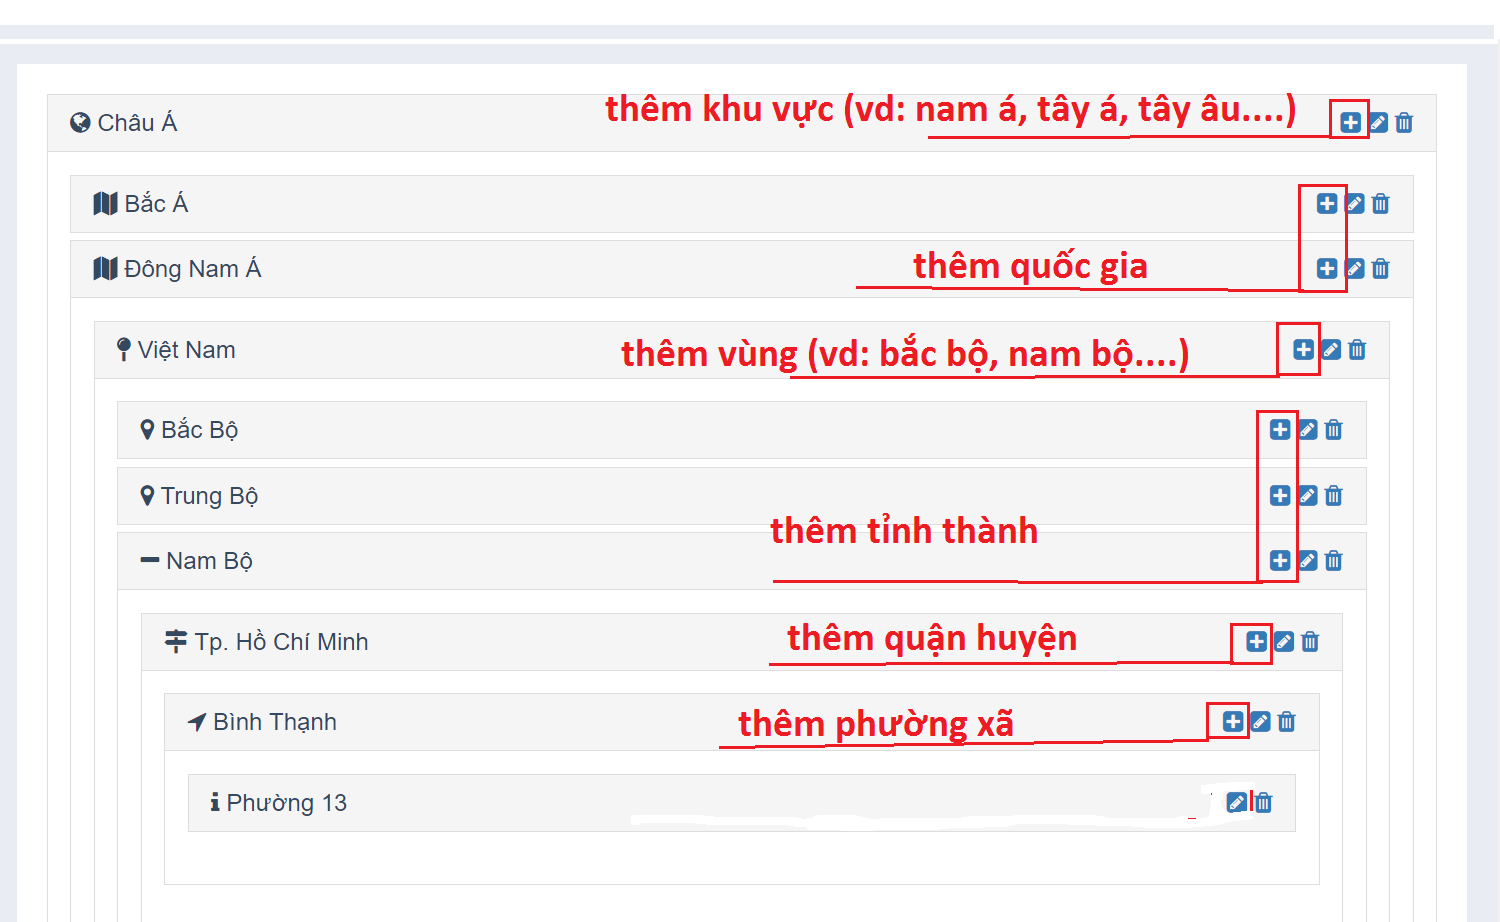 thêm khu vực (vd: nam á, tây á, tây âu....)
Châu Á
Bắc Á
Đông Nam Á
thêm quốc gia
Việt Nam
thêm vùng (vd: bắc bộ, nam bộ....)
Bắc Bộ
Trung Bộ
thêm tỉnh thành
Nam Bộ
Tp. Hồ Chí Minh
thêm quận huyện
Bình Thạnh
thêm phường xã
Phường 13